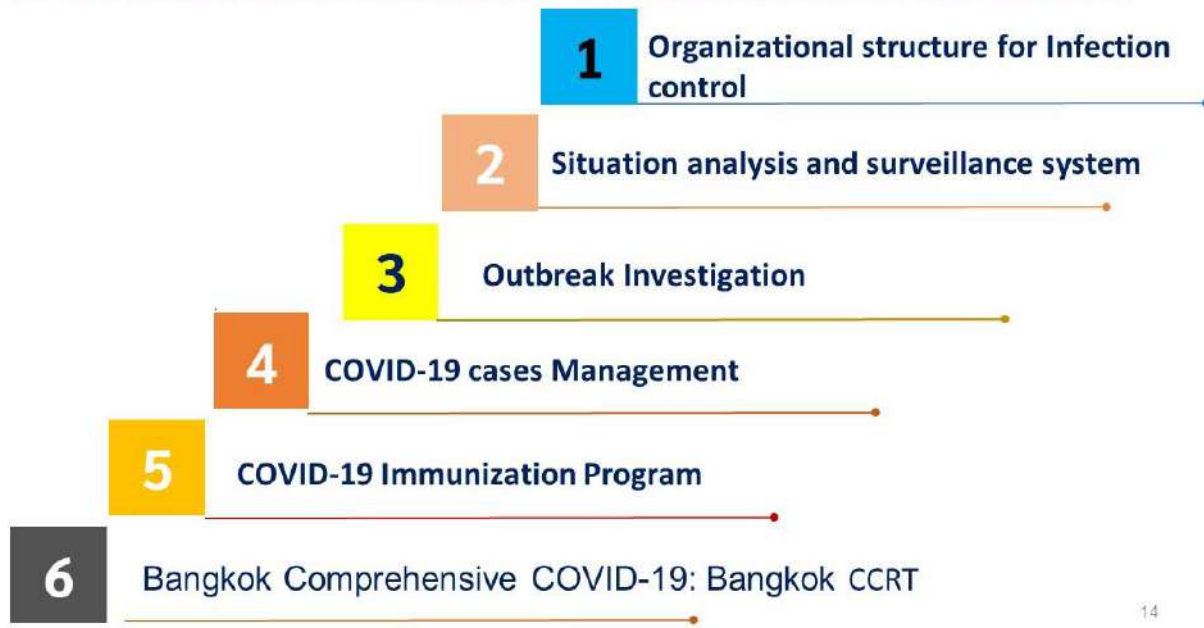 1
Organizational structure for Infection
control
2
Situation analysis and surveillance system
3
Outbreak Investigation
4
COVID-19 cases Management
5
COVID-19 Immunization Program
6
Bangkok Comprehensive COVID-19: Bangkok CCRT
14